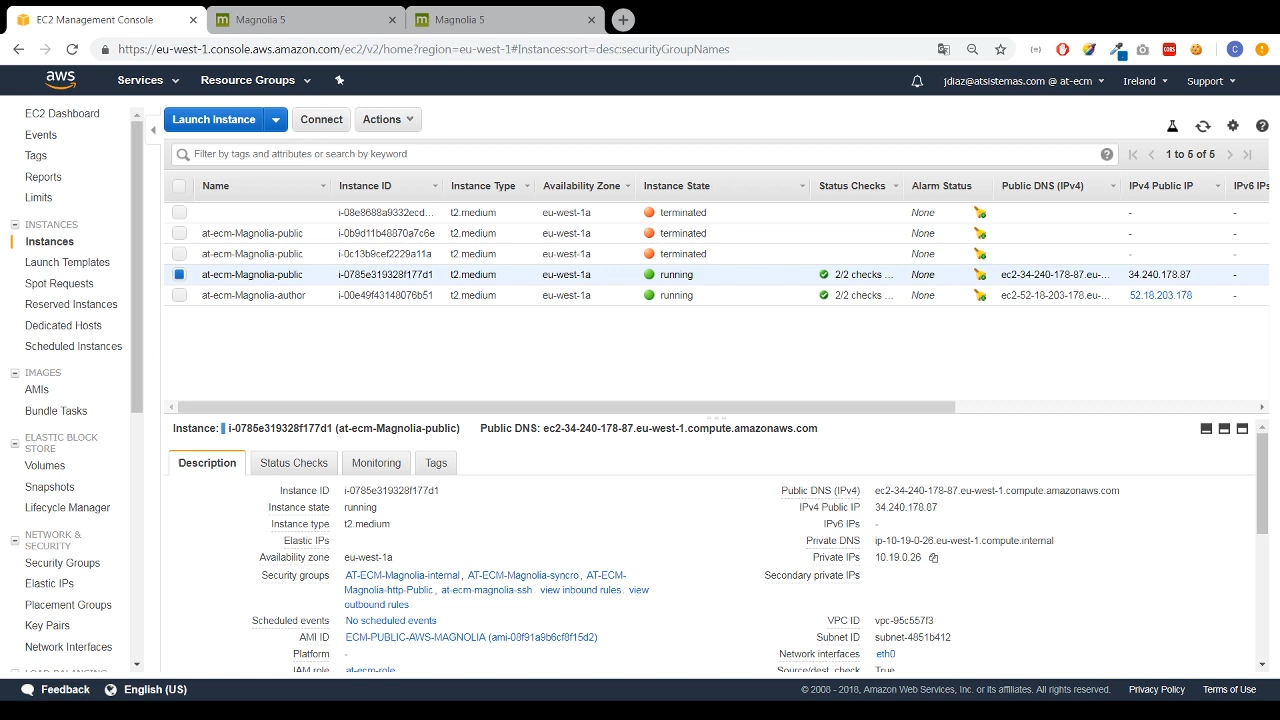 EC2 Management Console
Magnolia 5
Magnolia 5
https://eu-west-1.console.aws.amazon.com/ec2/v2/home?region=eu-west-1#Instances:sort=desc:securityGroupNames
aws
Services
Resource Groups
jdiaz@atsistemas.com @ at-ecm
Ireland
Support
EC2 Dashboard
Events
Tags
Reports
Limits
INSTANCES
Instances
Launch Templates
Spot Requests
Reserved Instances
Dedicated Hosts
Scheduled Instances
IMAGES
AMIs
Bundle Tasks
ELASTIC BLOCK
STORE
Volumes
Snapshots
Lifecycle Manager
NETWORK &
SECURITY
Security Groups
Elastic IPs
Placement Groups
Key Pairs
Network Interfaces
LOAD BALANCING
Launch Instance
Connect
Actions
Filter by tags and attributes or search by keyword
1 to 5 of 5
Name Instance ID Instance Type Availability Zone Instance State Status Checks Alarm Status Public DNS (IPv4) IPv4 Public IP IPv6 IPs
i-08e8688a9332ecd... t2.medium eu-west-1a terminated None - -
at-ecm-Magnolia-public i-0b9d11b48870a7c6e t2.medium eu-west-1a terminated None - -
at-ecm-Magnolia-public i-0c13b9cef2229a11a t2.medium eu-west-1a terminated None - -
at-ecm-Magnolia-public i-0785e319328f177d1 t2.medium eu-west-1a running 2/2 checks ... None ec2-34-240-178-87.eu-... 34.240.178.87 -
at-ecm-Magnolia-author i-00e49f43148076b51 t2.medium eu-west-1a running 2/2 checks ... None ec2-52-18-203-178.eu-... 52.18.203.178 -
Instance: i-0785e319328f177d1 (at-ecm-Magnolia-public) Public DNS: ec2-34-240-178-87.eu-west-1.compute.amazonaws.com
Description
Status Checks
Monitoring
Tags
Instance ID i-0785e319328f177d1
Instance state running
Instance type t2.medium
Elastic IPs
Availability zone eu-west-1a
Security groups AT-ECM-Magnolia-internal, AT-ECM-Magnolia-syncro, AT-ECM-
Magnolia-http-Public, at-ecm-magnolia-ssh. view inbound rules. view
outbound rules
Scheduled events No scheduled events
AMI ID ECM-PUBLIC-AWS-MAGNOLIA (ami-08f91a9b6cf8f15d2)
Platform -
IAM role at-ecm-role
Public DNS (IPv4) ec2-34-240-178-87.eu-west-1.compute.amazonaws.com
IPv4 Public IP 34.240.178.87
IPv6 IPs -
Private DNS ip-10-19-0-26.eu-west-1.compute.internal
Private IPs 10.19.0.26
Secondary private IPs
VPC ID vpc-95c557f3
Subnet ID subnet-4851b412
Network interfaces eth0
Source/dest. check True
Feedback
English (US)
© 2008 - 2018, Amazon Web Services, Inc. or its affiliates. All rights reserved.
Privacy Policy
Terms of Use